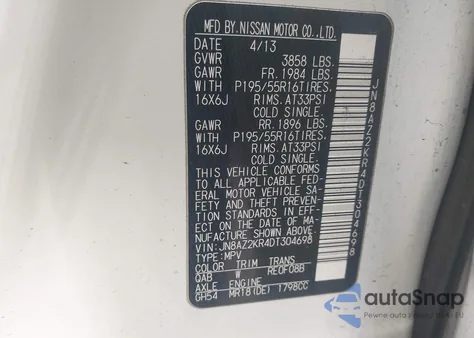 MFD BY NISSAN MOTOR CO.,LTD.
DATE 4/13
GVWR 3858 LBS.
GAWR FR. 1984 LBS.
WITH P195/55R16TIRES,
16X6J RIMS, AT33PSI
COLD SINGLE.
GAWR RR. 1896 LBS.
WITH P195/55R16TIRES,
16X6J RIMS, AT33PSI
COLD SINGLE.
THIS VEHICLE CONFORMS
TO ALL APPLICABLE FED-
ERAL MOTOR VEHICLE SA-
FETY AND THEFT PREVENTION
STANDARDS IN EFF-
ECT ON THE DATE OF MA-
NUFACTURE SHOWN ABOVE.
VIN:JN8AZ2KR4DT304698
TYPE:MPV
COLOR TRIM TRANS
QAB W RE0F08B
AXLE ENGINE
GH54 MR18(DE) 1798CC
JN8AZ2KR4DT304698
autoSnap